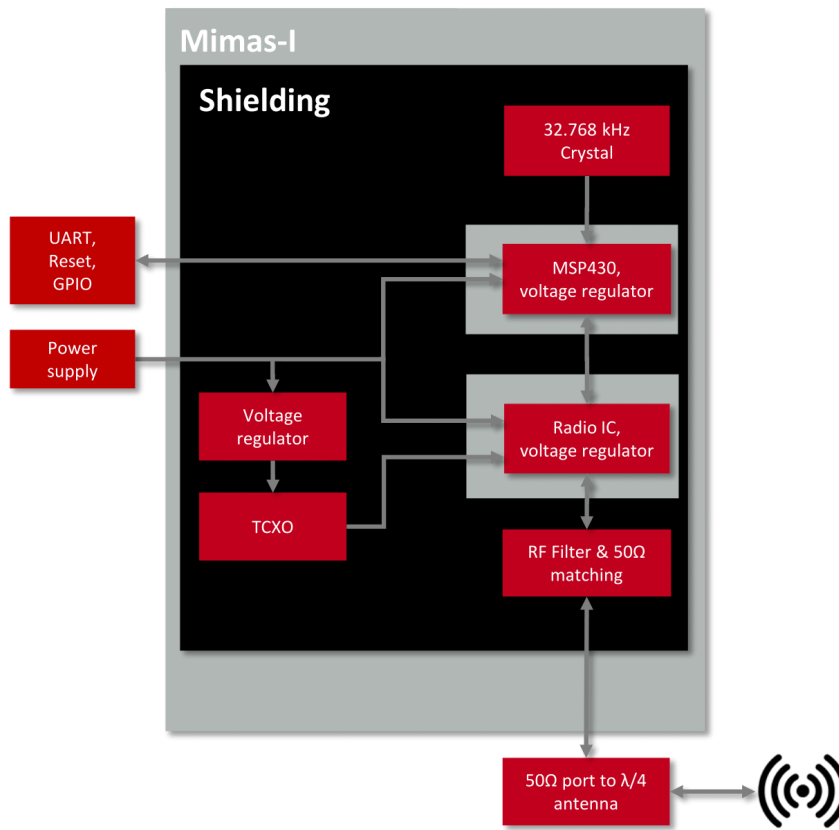 Mimas-I
Shielding
32.768 kHz
Crystal
UART,
Reset,
GPIO
MSP430,
voltage regulator
Power
supply
Voltage
regulator
Radio IC,
voltage regulator
TCXO
RF Filter & 50Ω
matching
50Ω port to λ/4
antenna